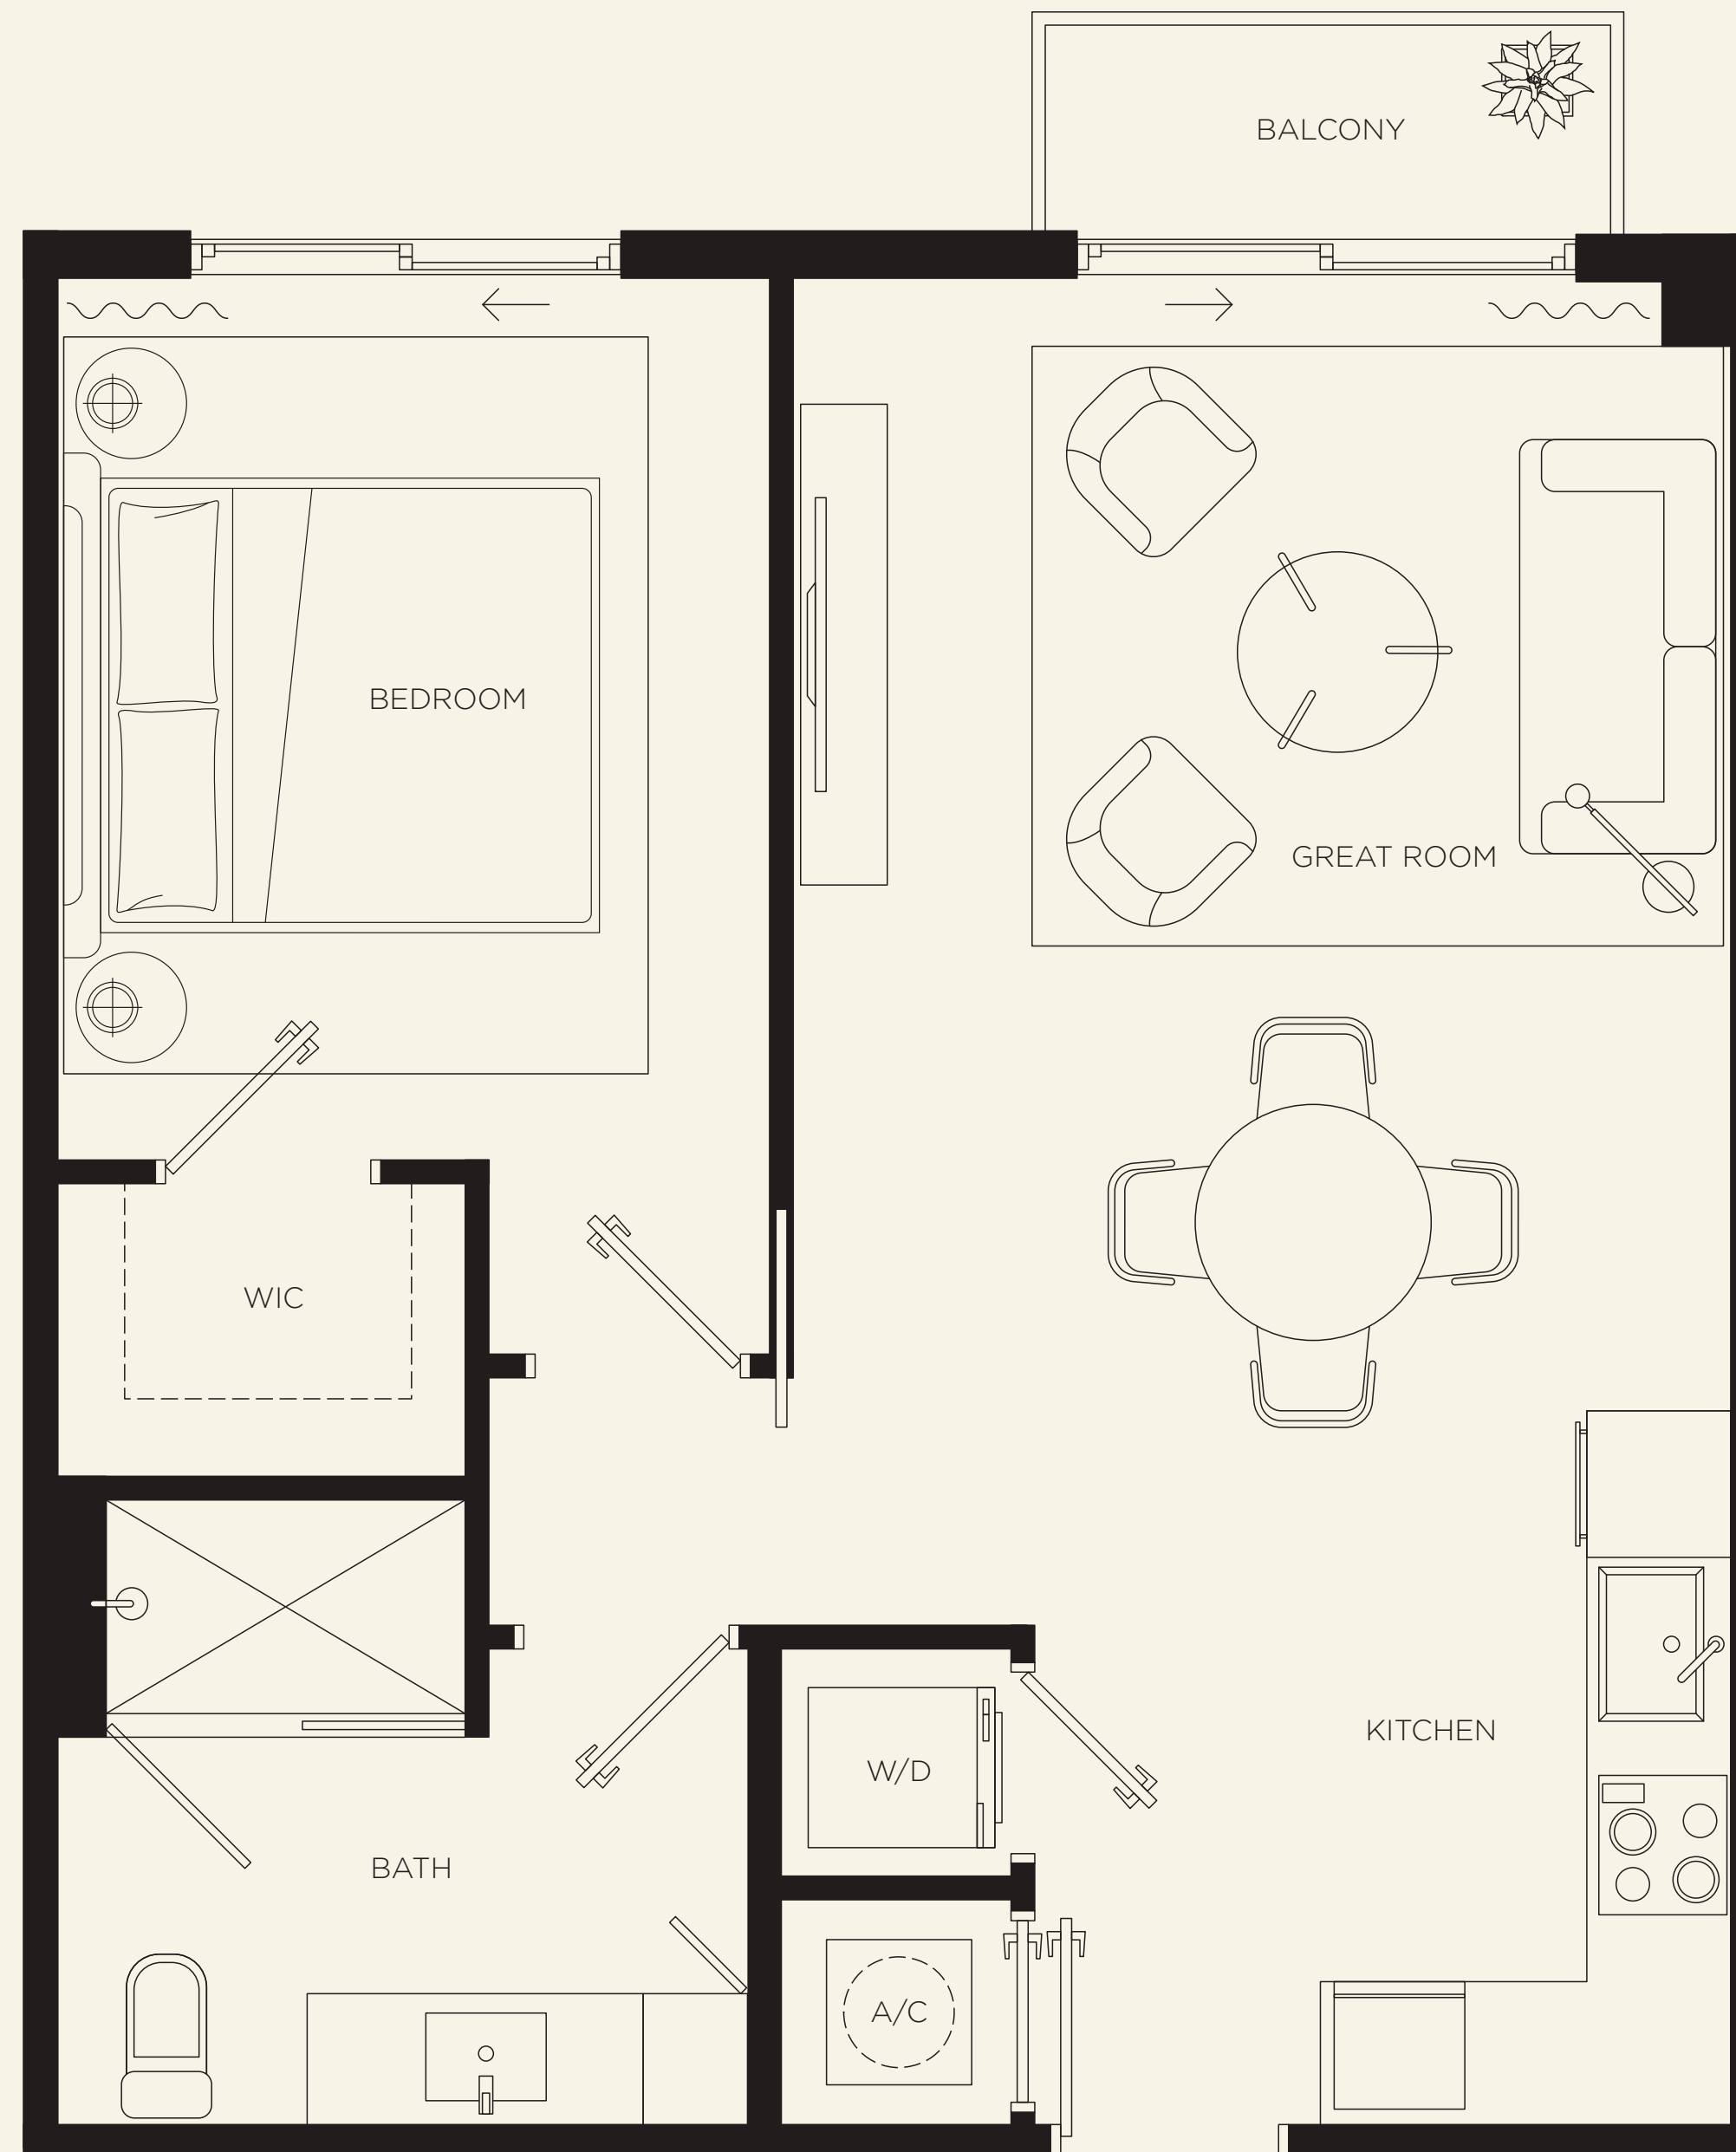 BALCONY
BEDROOM
GREAT ROOM
WIC
KITCHEN
W/D
BATH
A/C